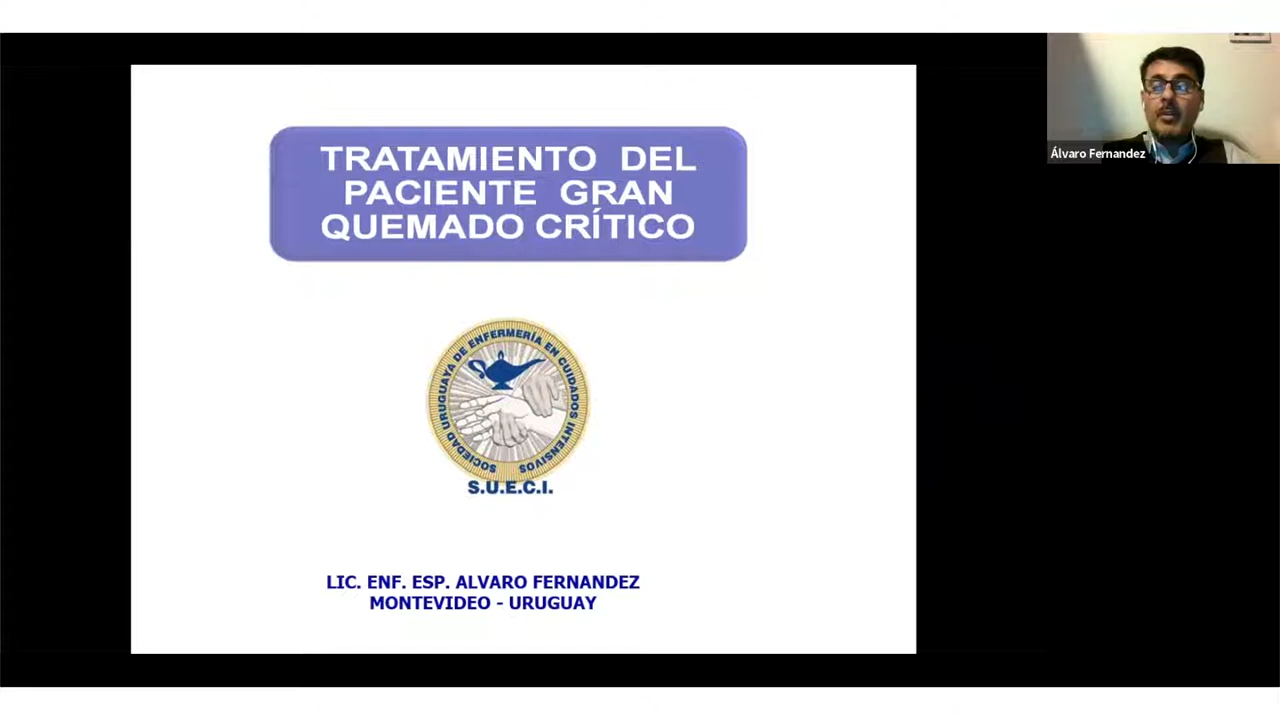 TRATAMIENTO DEL
PACIENTE GRAN
QUEMADO CRÍTICO
Álvaro Fernandez
SOCIEDAD URUGUAYA DE ENFERMERÍA EN CUIDADOS INTENSIVOS
S.U.E.C.I.
LIC. ENF. ESP. ALVARO FERNANDEZ
MONTEVIDEO - URUGUAY